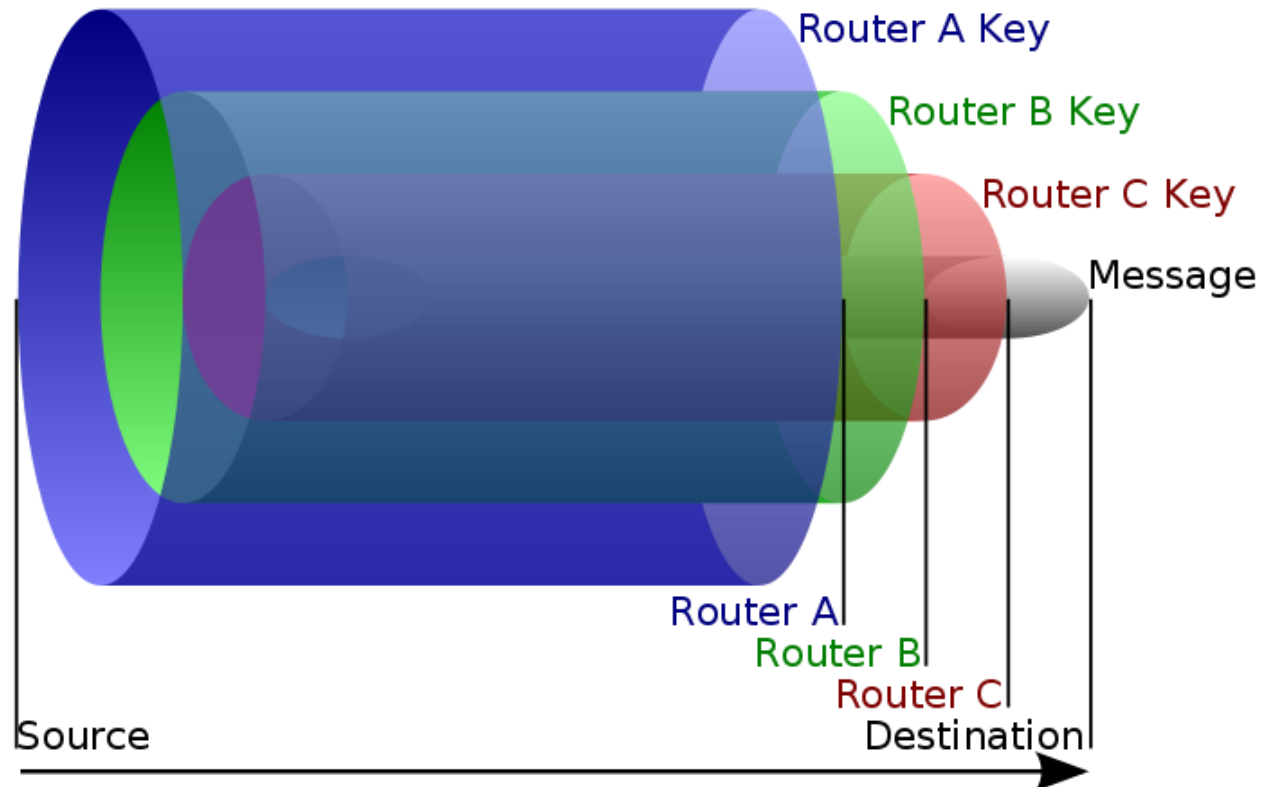 Router A Key
Router B Key
Router C Key
Message
Router A
Router B
Router C
Source
Destination